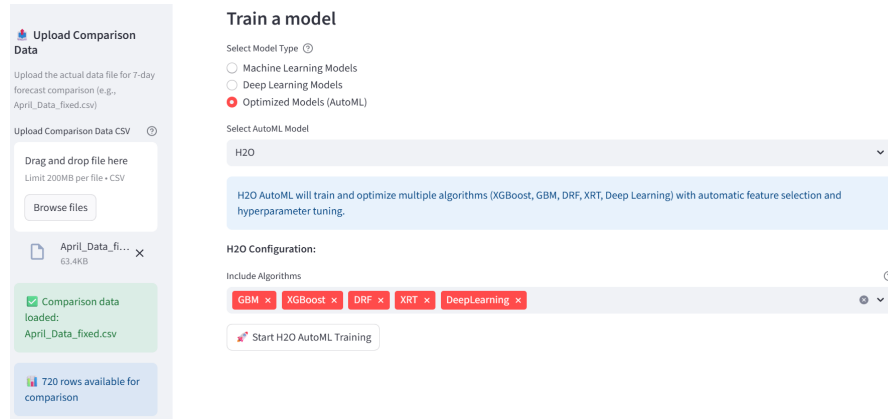 Upload Comparison
Data
Upload the actual data file for 7-day
forecast comparison (e.g.,
April_Data_fixed.csv)
Upload Comparison Data CSV
Drag and drop file here
Limit 200MB per file • CSV
Browse files
April_Data_fi...
63.4KB
Comparison data
loaded:
April_Data_fixed.csv
720 rows available for
comparison
Train a model
Select Model Type
Machine Learning Models
Deep Learning Models
Optimized Models (AutoML)
Select AutoML Model
H2O
H2O AutoML will train and optimize multiple algorithms (XGBoost, GBM, DRF, XRT, Deep Learning) with automatic feature selection and
hyperparameter tuning.
H2O Configuration:
Include Algorithms
GBM × XGBoost × DRF × XRT × DeepLearning ×
Start H2O AutoML Training